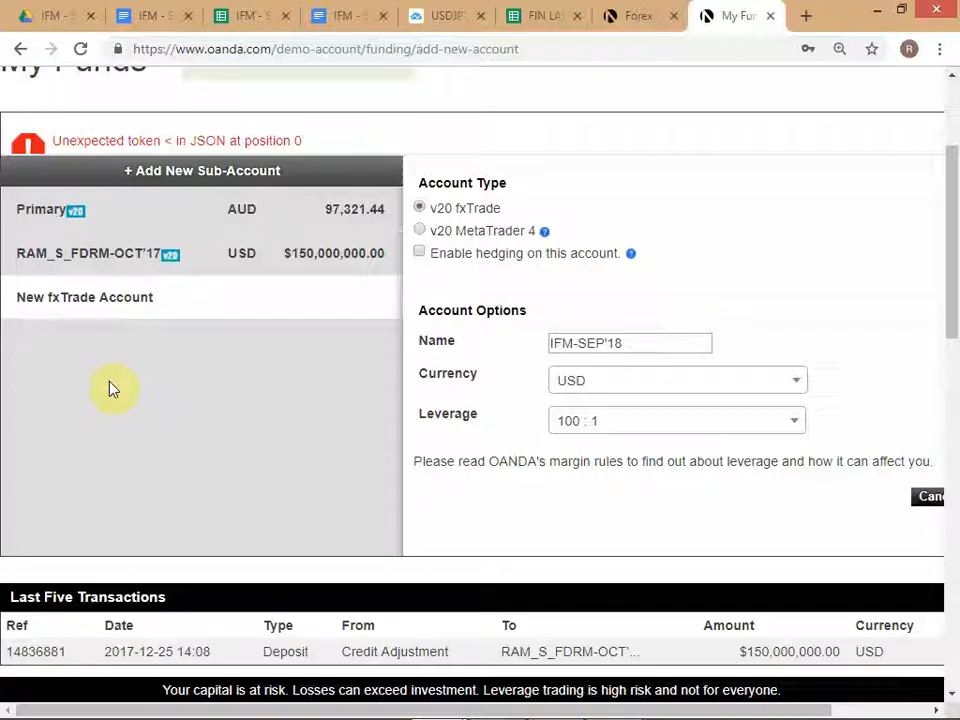 IFM - S
IFM - S
IFM' - S
IFM - S
USDJP
FIN LA
Forex
My Fun
https://www.oanda.com/demo-account/funding/add-new-account
R
My Funds
Unexpected token < in JSON at position 0
+ Add New Sub-Account
Primary v20 AUD 97,321.44
RAM_S_FDRM-OCT'17 v20 USD $150,000,000.00
New fxTrade Account
Account Type
v20 fxTrade
v20 MetaTrader 4 ?
Enable hedging on this account. ?
Account Options
Name IFM-SEP'18
Currency USD
Leverage 100 : 1
Please read OANDA's margin rules to find out about leverage and how it can affect you.
Canc
Last Five Transactions
Ref Date Type From To Amount Currency
14836881 2017-12-25 14:08 Deposit Credit Adjustment RAM_S_FDRM-OCT'... $150,000,000.00 USD
Your capital is at risk. Losses can exceed investment. Leverage trading is high risk and not for everyone.